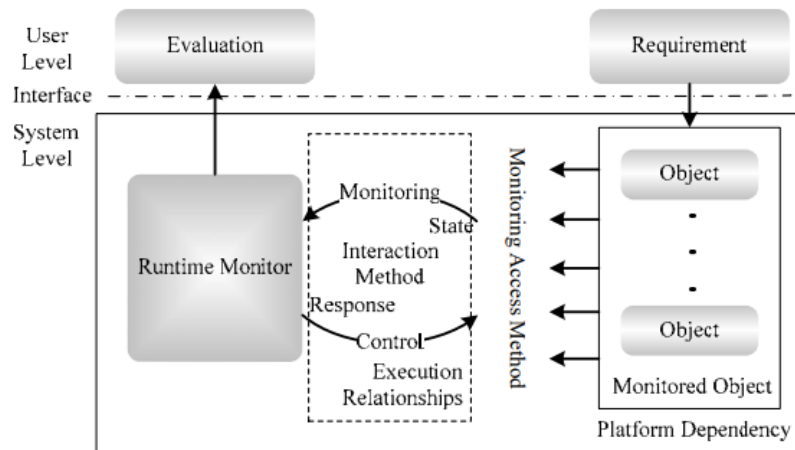 User
Level
Evaluation
Requirement
Interface
System
Level
Monitoring
State
Interaction
Method
Runtime Monitor
Response
Control
Execution
Relationships
Monitoring Access Method
Object
Object
Monitored Object
Platform Dependency